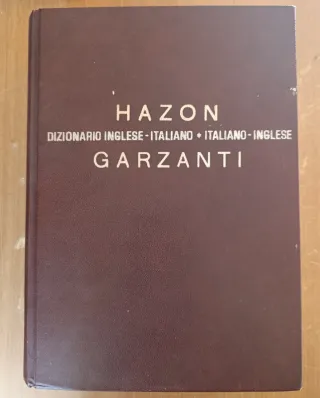 HAZON
DIZIONARIO INGLESE-ITALIANO • ITALIANO-INGLESE
GARZANTI